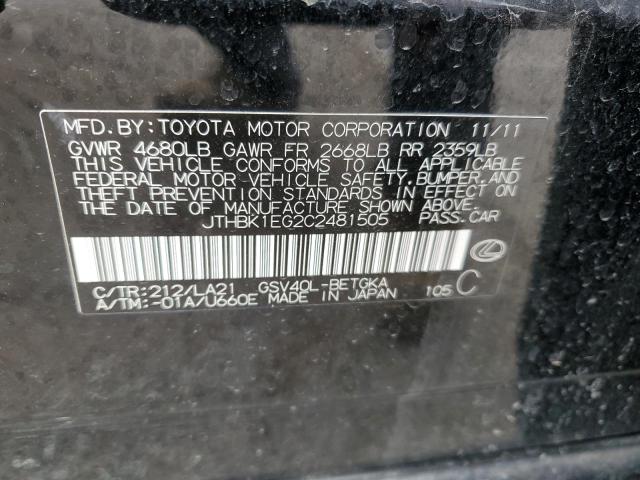 MFD. BY: TOYOTA MOTOR CORPORATION 11/11
GVWR 4680LB GAWR FR 2668LB RR 2359LB
THIS VEHICLE CONFORMS TO ALL APPLICABLE
FEDERAL MOTOR VEHICLE SAFETY, BUMPER, AND
THEFT PREVENTION STANDARDS IN EFFECT ON
THE DATE OF MANUFACTURE SHOWN ABOVE.
JTHBK1EG2C2481505 PASS. CAR
C/TR: 212/LA21 GSV40L-BETGKA
A/TM: -01A/U660E MADE IN JAPAN 105 C